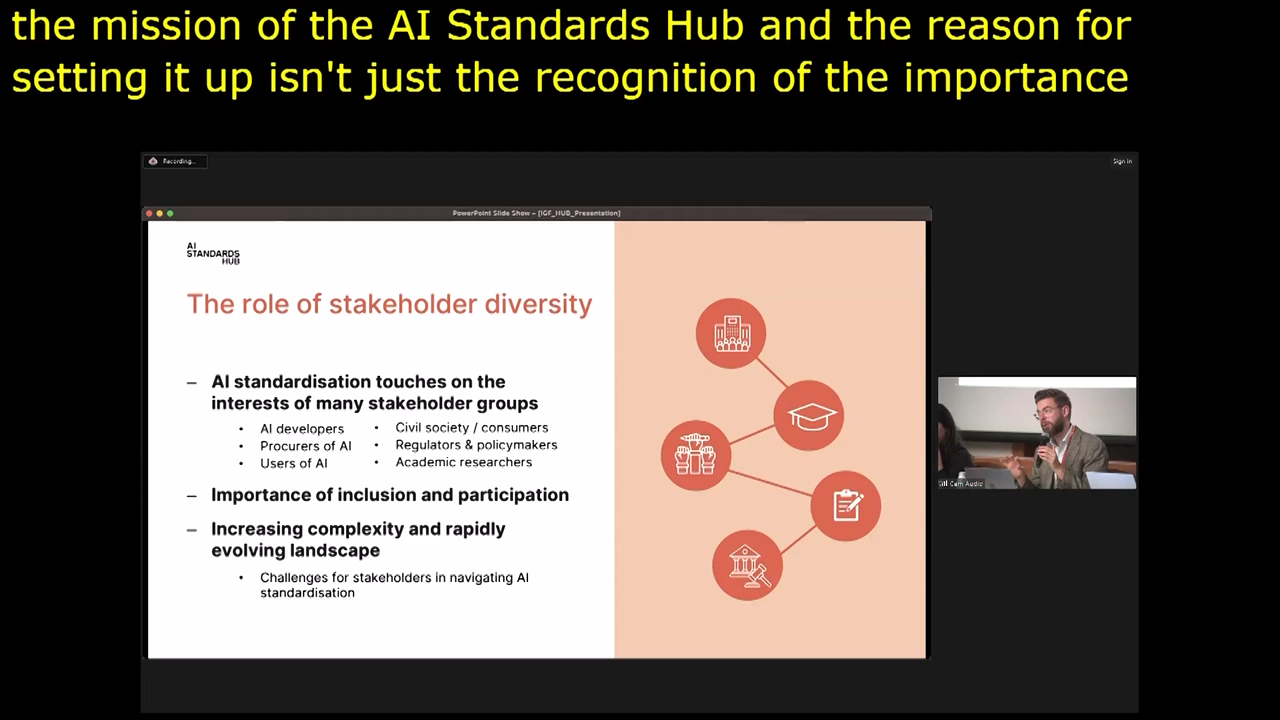 the mission of the AI Standards Hub and the reason for
setting it up isn't just the recognition of the importance
Recording...
Sign in
PowerPoint Slide Show – [IGF_HUB_Presentation]
AI
STANDARDS
HUB
The role of stakeholder diversity
– AI standardisation touches on the
interests of many stakeholder groups
• AI developers
• Procurers of AI
• Users of AI
• Civil society / consumers
• Regulators & policymakers
• Academic researchers
– Importance of inclusion and participation
– Increasing complexity and rapidly
evolving landscape
• Challenges for stakeholders in navigating AI
standardisation
Cam Audio